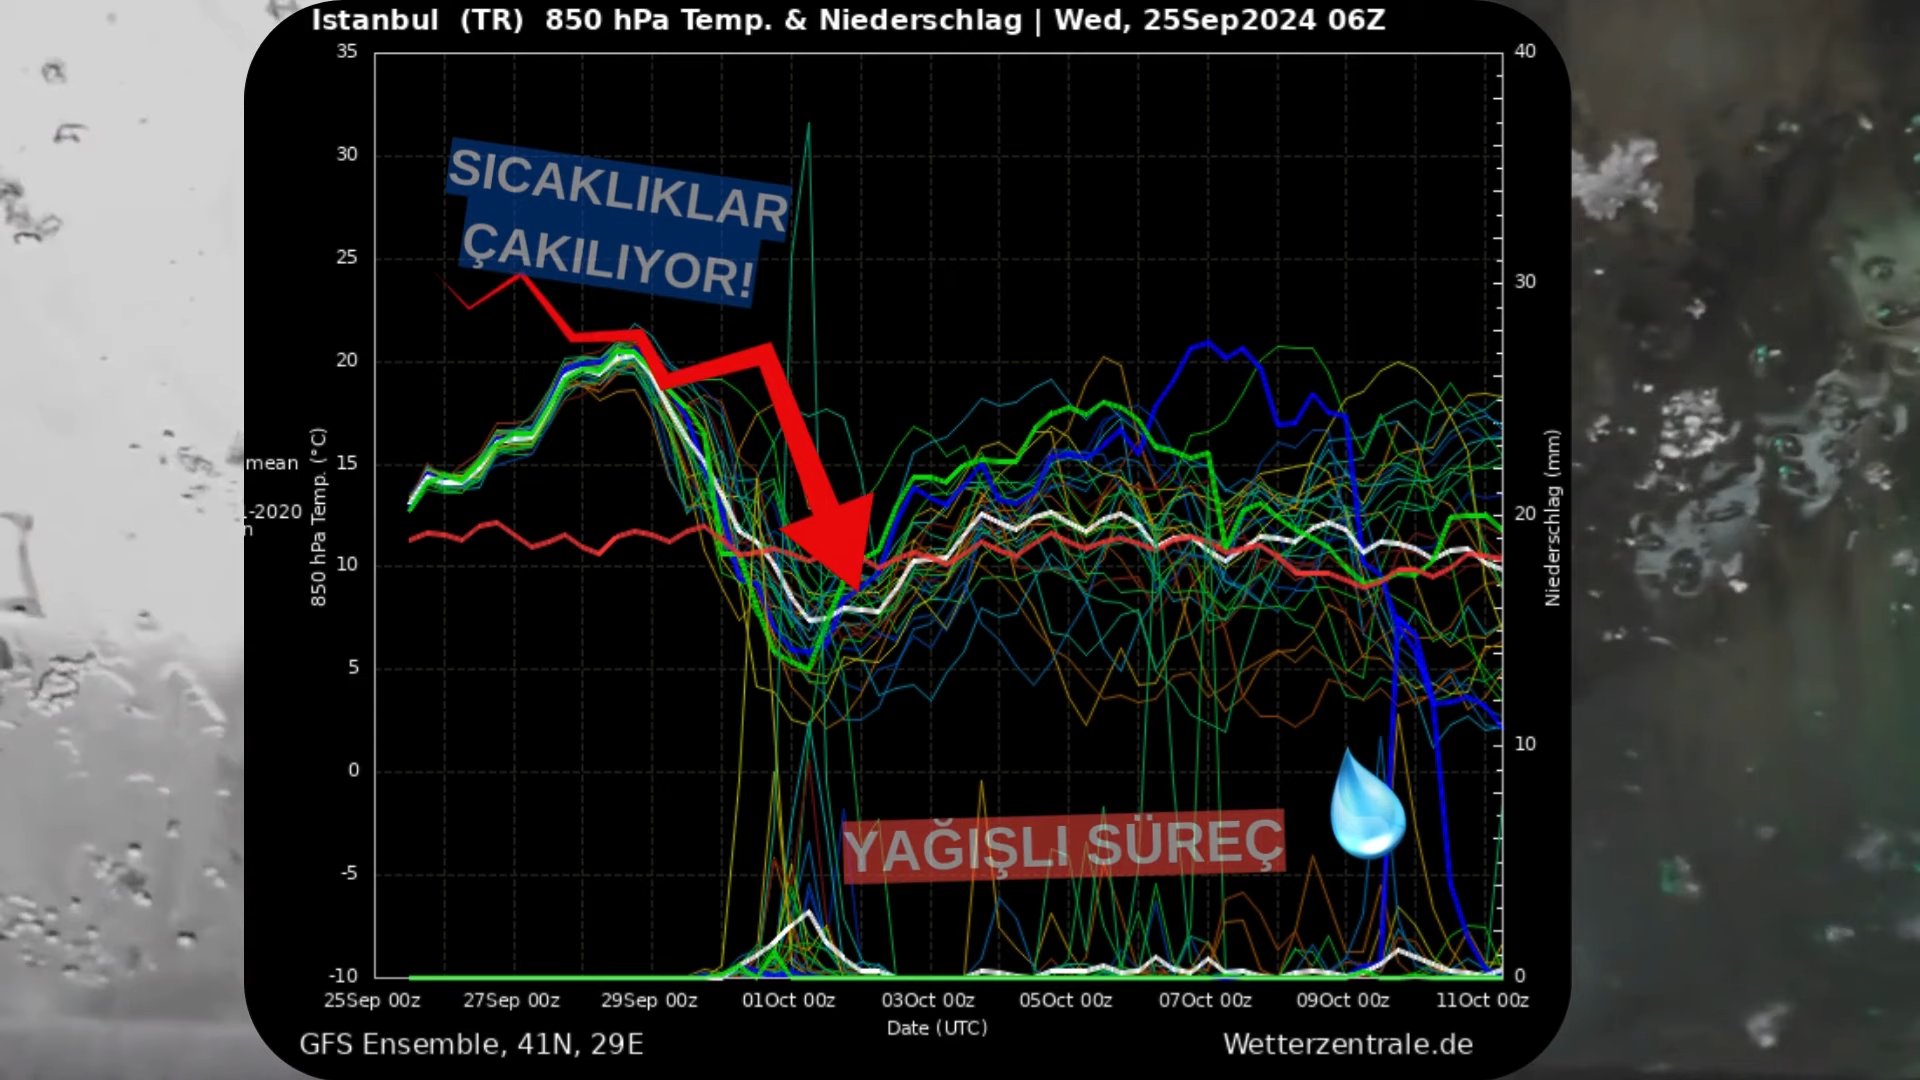 Istanbul (TR) 850 hPa Temp. & Niederschlag | Wed, 25Sep2024 06Z
35
30
25
20
15
10
5
0
-5
-10
40
30
20
10
0
SICAKLIKLAR
ÇAKILIYOR!
mean
-2020
850 hPa Temp. (°C)
Niederschlag (mm)
YAĞIŞLI SÜREÇ
25Sep 00z 27Sep 00z 29Sep 00z 01Oct 00z 03Oct 00z 05Oct 00z 07Oct 00z 09Oct 00z 11Oct 00z
Date (UTC)
GFS Ensemble, 41N, 29E
Wetterzentrale.de